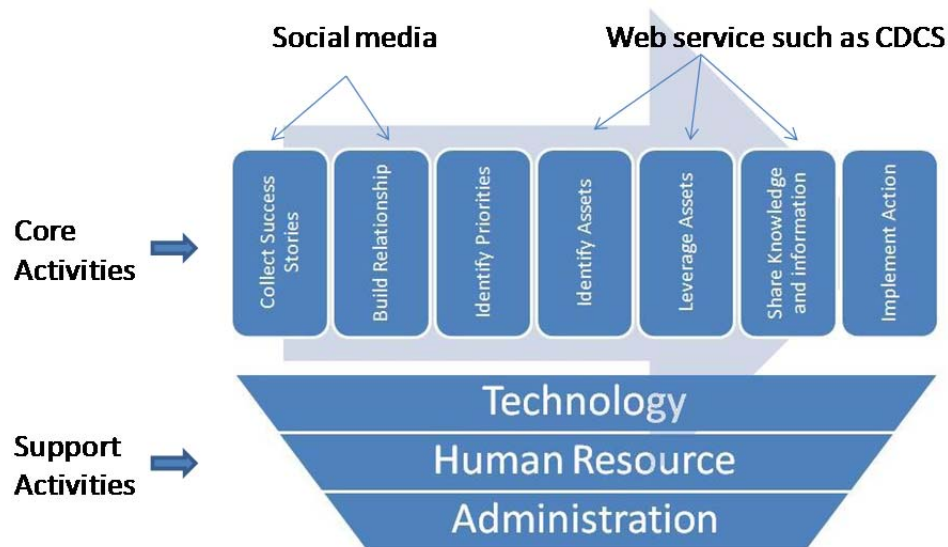 Social media
Web service such as CDCS
Core
Activities
Collect Success
Stories
Build Relationship
Identify Priorities
Identify Assets
Leverage Assets
Share Knowledge
and information
Implement Action
Support
Activities
Technology
Human Resource
Administration